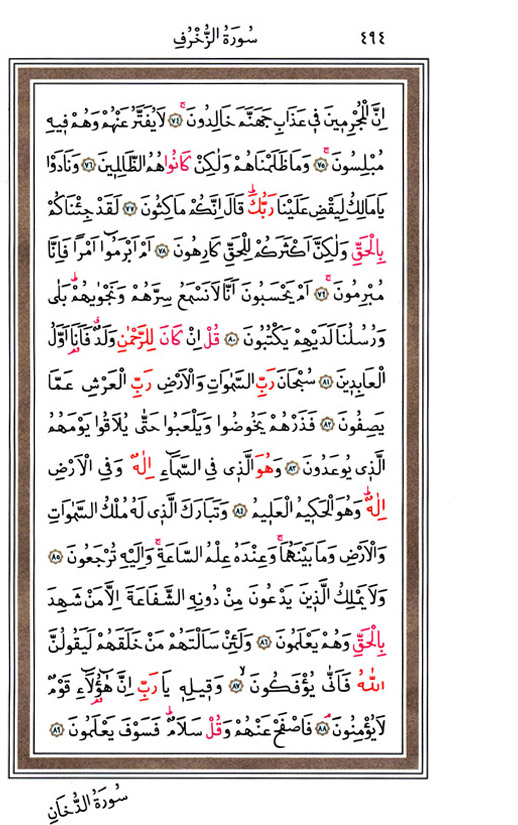 ٤٩٤
سُورَةُ الزُّخْرُفِ
اِنَّ الْمُجْرِم۪ينَ ف۪ي عَذَابِ جَهَنَّمَ خَالِدُونَۚ ﴿٧٤﴾ لَا يُفَتَّرُ عَنْهُمْ وَهُمْ ف۪يهِ
مُبْلِسُونَۚ ﴿٧٥﴾ وَمَا ظَلَمْنَاهُمْ وَلٰكِنْ كَانُوا هُمُ الظَّالِم۪ينَ ﴿٧٦﴾ وَنَادَوْا
يَا مَالِكُ لِيَقْضِ عَلَيْنَا رَبُّكَۜ قَالَ اِنَّكُمْ مَاكِثُونَ ﴿٧٧﴾ لَقَدْ جِئْنَاكُمْ
بِالْحَقِّ وَلٰكِنَّ اَكْثَرَكُمْ لِلْحَقِّ كَارِهُونَ ﴿٧٨﴾ اَمْ اَبْرَمُٓوا اَمْرًا فَاِنَّا
مُبْرِمُونَۚ ﴿٧٩﴾ اَمْ يَحْسَبُونَ اَنَّا لَا نَسْمَعُ سِرَّهُمْ وَنَجْوٰيهُمْۜ بَلٰى
وَرُسُلُنَا لَدَيْهِمْ يَكْتُبُونَ ﴿٨٠﴾ قُلْ اِنْ كَانَ لِلرَّحْمٰنِ وَلَدٌۗ فَاَنَا۬ اَوَّلُ
الْعَابِد۪ينَ ﴿٨١﴾ سُبْحَانَ رَبِّ السَّمٰوَاتِ وَالْاَرْضِ رَبِّ الْعَرْشِ عَمَّا
يَصِفُونَ ﴿٨٢﴾ فَذَرْهُمْ يَخُوضُوا وَيَلْعَبُوا حَتّٰى يُلَاقُوا يَوْمَهُمُ
الَّذ۪ي يُوعَدُونَ ﴿٨٣﴾ وَهُوَ الَّذ۪ي فِي السَّمَٓاءِ اِلٰهٌ وَفِي الْاَرْضِ
اِلٰهٌۜ وَهُوَ الْحَك۪يمُ الْعَل۪يمُ ﴿٨٤﴾ وَتَبَارَكَ الَّذ۪ي لَهُ مُلْكُ السَّمٰوَاتِ
وَالْاَرْضِ وَمَا بَيْنَهُمَاۚ وَعِنْدَهُ عِلْمُ السَّاعَةِۚ وَاِلَيْهِ تُرْجَعُونَ ﴿٨٥﴾
وَلَا يَمْلِكُ الَّذ۪ينَ يَدْعُونَ مِنْ دُونِهِ الشَّفَاعَةَ اِلَّا مَنْ شَهِدَ
بِالْحَقِّ وَهُمْ يَعْلَمُونَ ﴿٨٦﴾ وَلَئِنْ سَاَلْتَهُمْ مَنْ خَلَقَهُمْ لَيَقُولُنَّ
اللّٰهُ فَاَنّٰى يُؤْفَكُونَۙ ﴿٨٧﴾ وَق۪يلِه۪ يَا رَبِّ اِنَّ هٰٓؤُ۬لَٓاءِ قَوْمٌ
لَا يُؤْمِنُونَۢ ﴿٨٨﴾ فَاصْفَحْ عَنْهُمْ وَقُلْ سَلَامٌۜ فَسَوْفَ يَعْلَمُونَ ﴿٨٩﴾
سُورَةُ الدُّخَانِ